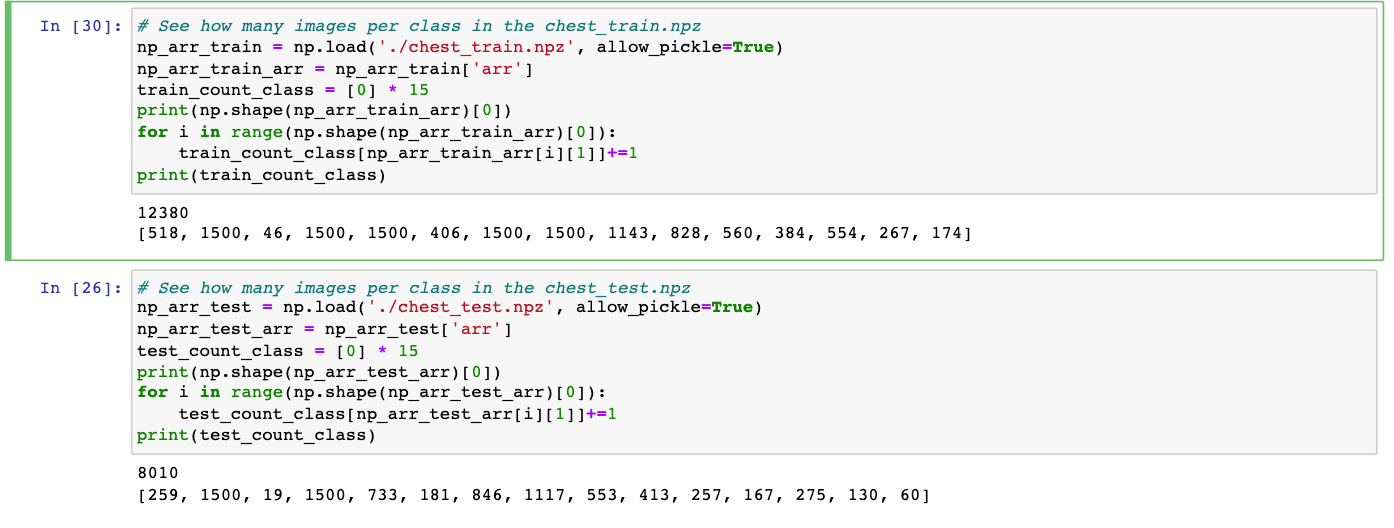 In [30]: # See how many images per class in the chest_train.npz
np_arr_train = np.load('./chest_train.npz', allow_pickle=True)
np_arr_train_arr = np_arr_train['arr']
train_count_class = [0] * 15
print(np.shape(np_arr_train_arr)[0])
for i in range(np.shape(np_arr_train_arr)[0]):
    train_count_class[np_arr_train_arr[i][1]]+=1
print(train_count_class)
12380
[518, 1500, 46, 1500, 1500, 406, 1500, 1500, 1143, 828, 560, 384, 554, 267, 174]
In [26]: # See how many images per class in the chest_test.npz
np_arr_test = np.load('./chest_test.npz', allow_pickle=True)
np_arr_test_arr = np_arr_test['arr']
test_count_class = [0] * 15
print(np.shape(np_arr_test_arr)[0])
for i in range(np.shape(np_arr_test_arr)[0]):
    test_count_class[np_arr_test_arr[i][1]]+=1
print(test_count_class)
8010
[259, 1500, 19, 1500, 733, 181, 846, 1117, 553, 413, 257, 167, 275, 130, 60]